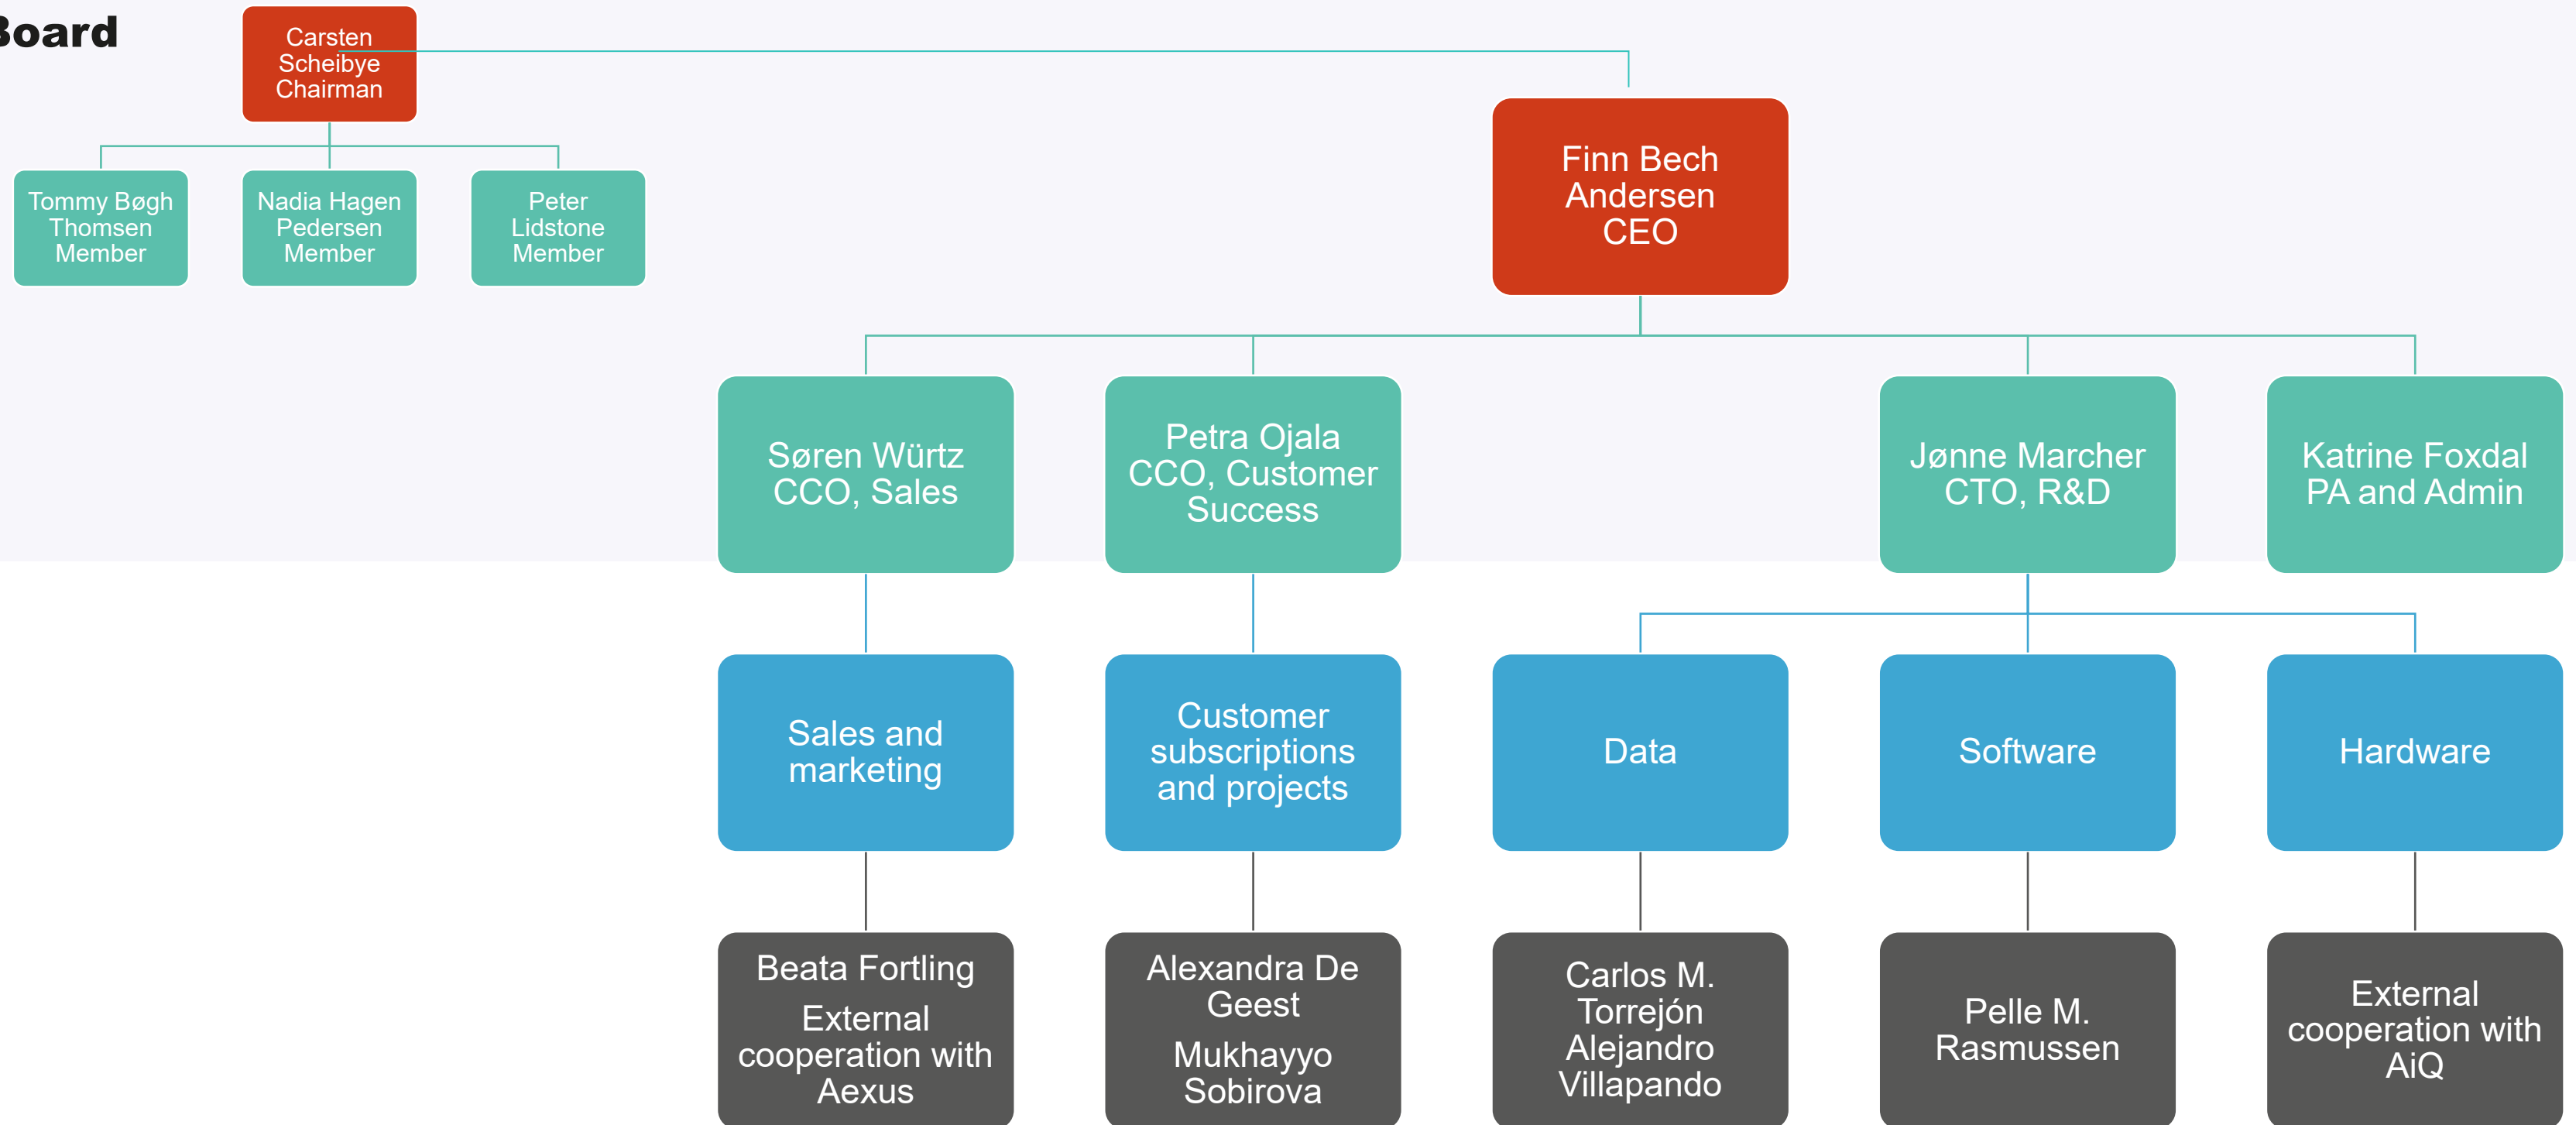 Board
Carsten
Scheibye
Chairman
Tommy Bøgh
Thomsen
Member
Nadia Hagen
Pedersen
Member
Peter
Lidstone
Member
Finn Bech
Andersen
CEO
Søren Würtz
CCO, Sales
Petra Ojala
CCO, Customer
Success
Jønne Marcher
CTO, R&D
Katrine Foxdal
PA and Admin
Sales and
marketing
Customer
subscriptions
and projects
Data
Software
Hardware
Beata Fortling
External
cooperation with
Aexus
Alexandra De
Geest
Mukhayyo
Sobirova
Carlos M.
Torrejón
Alejandro
Villapando
Pelle M.
Rasmussen
External
cooperation with
AiQ